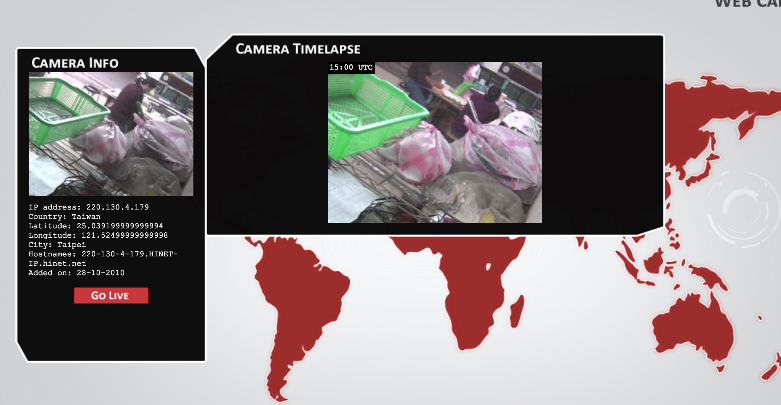 WEB CA
CAMERA INFO
CAMERA TIMELAPSE
15:00 UTC
IP address: 220.130.4.179
Country: Taiwan
Latitude: 25.039199999999994
Longitude: 121.52499999999998
City: Taipei
Hostnames: 220-130-4-179.HINET-
IP.hinet.net
Added on: 28-10-2010
GO LIVE